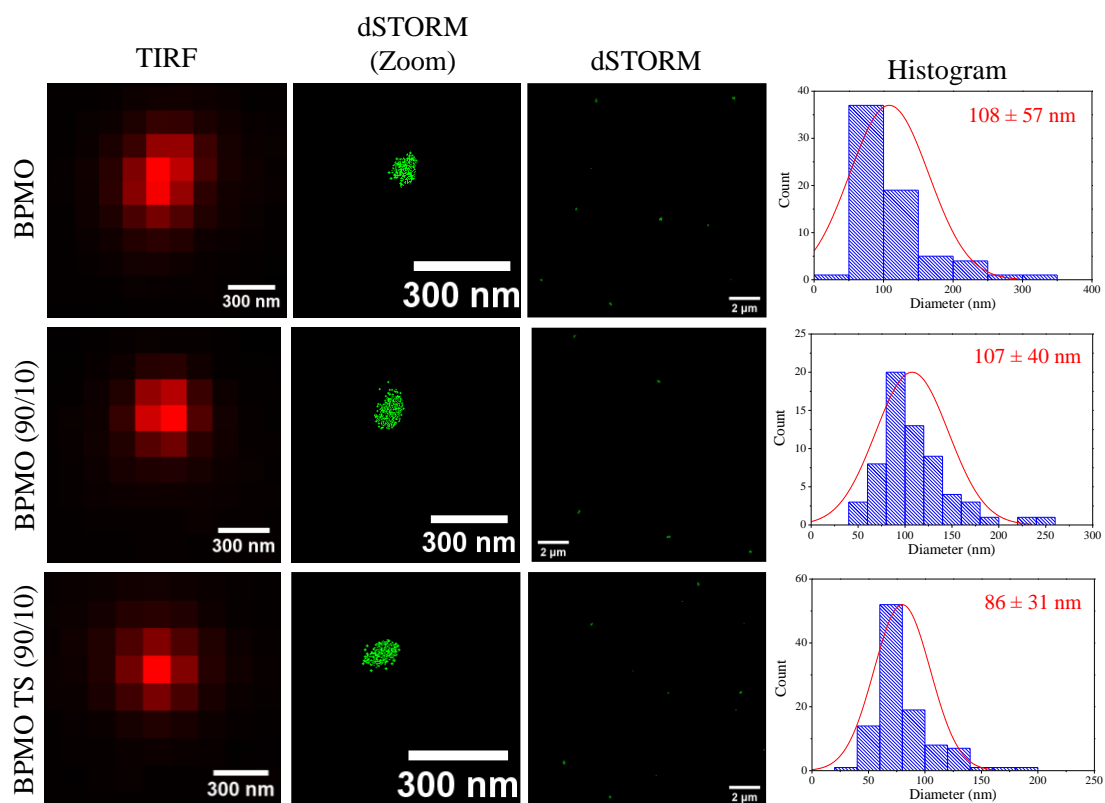 TIRF
dSTORM
(Zoom)
dSTORM
Histogram
BPMO
300 nm
300 nm
2 µm
108 ± 57 nm
40
30
20
10
0
Count
0 100 200 300 400
Diameter (nm)
BPMO (90/10)
300 nm
300 nm
2 µm
107 ± 40 nm
25
20
15
10
5
0
Count
0 50 100 150 200 250 300
Diameter (nm)
BPMO TS (90/10)
300 nm
300 nm
2 µm
86 ± 31 nm
60
40
20
0
Count
0 50 100 150 200 250
Diameter (nm)